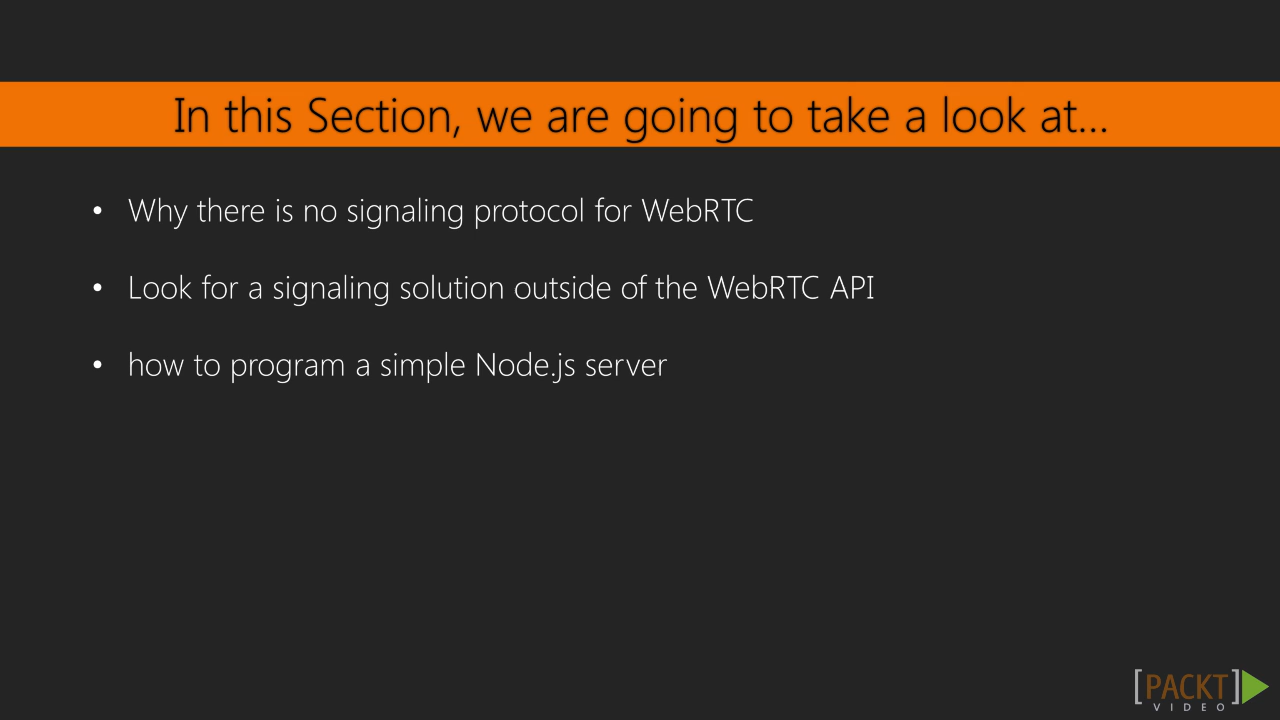 In this Section, we are going to take a look at...
• Why there is no signaling protocol for WebRTC
• Look for a signaling solution outside of the WebRTC API
• how to program a simple Node.js server
[PACKT]
VIDEO